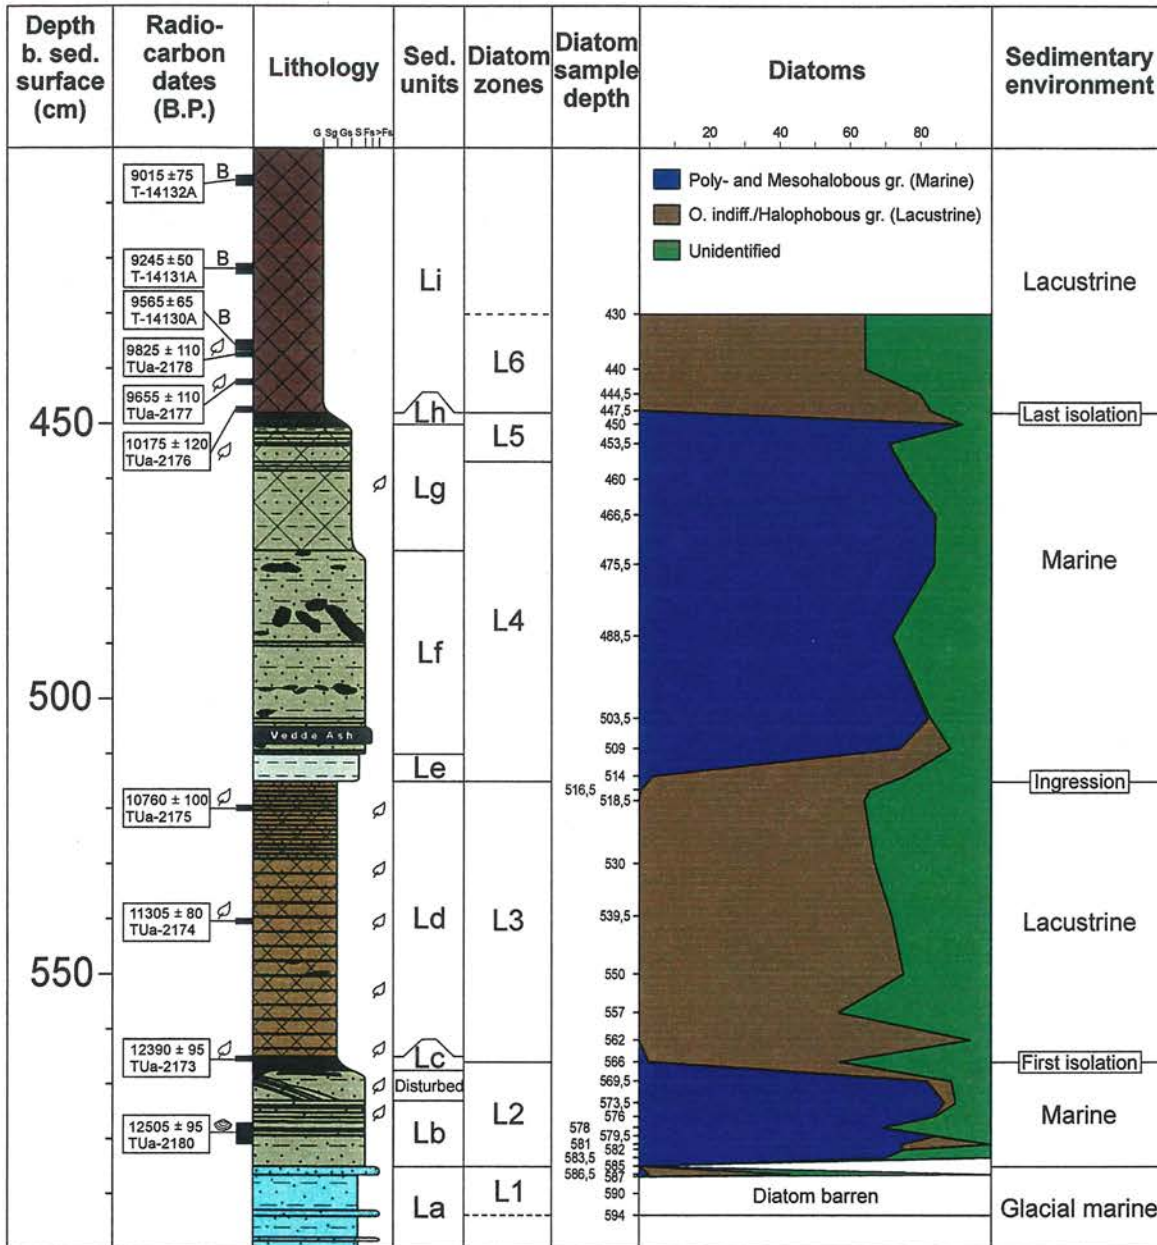 Depth
b. sed.
surface
(cm)
Radio-
carbon
dates
(B.P.)
Lithology
G Sg Gs S Fs >Fs
Sed.
units
Diatom
zones
Diatom
sample
depth
Diatoms
20 40 60 80
Sedimentary
environment
450
500
550
9015 ±75
T-14132A
B
9245 ±50
T-14131A
B
9565 ±65
T-14130A
B
9825 ± 110
TUa-2178
9655 ± 110
TUa-2177
10175 ± 120
TUa-2176
10760 ± 100
TUa-2175
11305 ± 80
TUa-2174
12390 ± 95
TUa-2173
12505 ± 95
TUa-2180
Vedde Ash
Li
Lh
Lg
Lf
Le
Ld
Lc
Disturbed
Lb
La
L6
L5
L4
L3
L2
L1
430
440
444,5
447,5
450
453,5
460
466,5
475,5
488,5
503,5
509
514
516,5
518,5
530
539,5
550
557
562
566
569,5
573,5
576
578
579,5
581
582
583,5
585
586,5
587
590
594
Poly- and Mesohalobous gr. (Marine)
O. indiff./Halophobous gr. (Lacustrine)
Unidentified
Diatom barren
Lacustrine
Last isolation
Marine
Ingression
Lacustrine
First isolation
Marine
Glacial marine